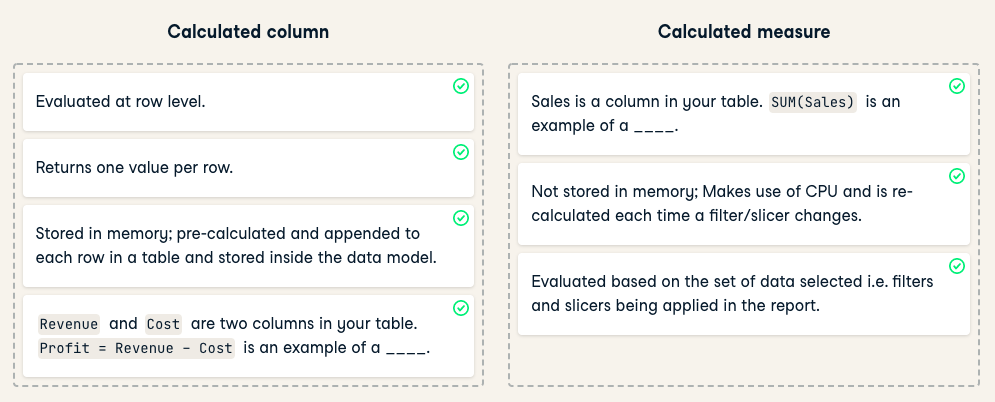 Calculated column
Evaluated at row level.
Returns one value per row.
Stored in memory; pre-calculated and appended to
each row in a table and stored inside the data model.
Revenue and Cost are two columns in your table.
Profit = Revenue - Cost is an example of a ____.
Calculated measure
Sales is a column in your table. SUM(Sales) is an
example of a ____.
Not stored in memory; Makes use of CPU and is re-
calculated each time a filter/slicer changes.
Evaluated based on the set of data selected i.e. filters
and slicers being applied in the report.